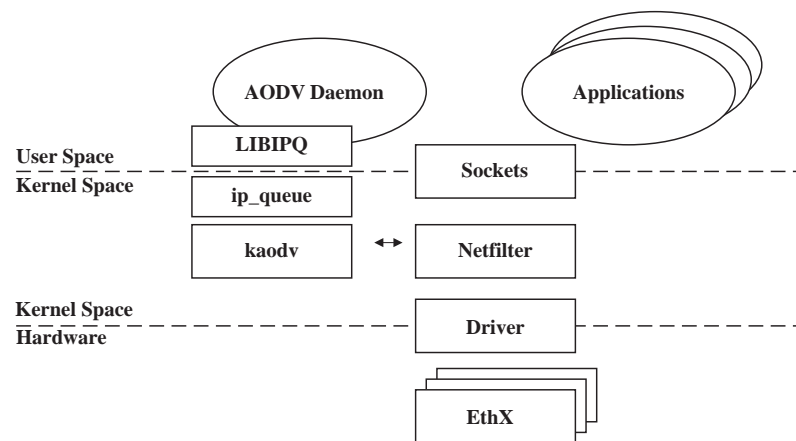 AODV Daemon
Applications
LIBIPQ
User Space
Kernel Space
Sockets
ip_queue
kaodv
Netfilter
Kernel Space
Hardware
Driver
EthX